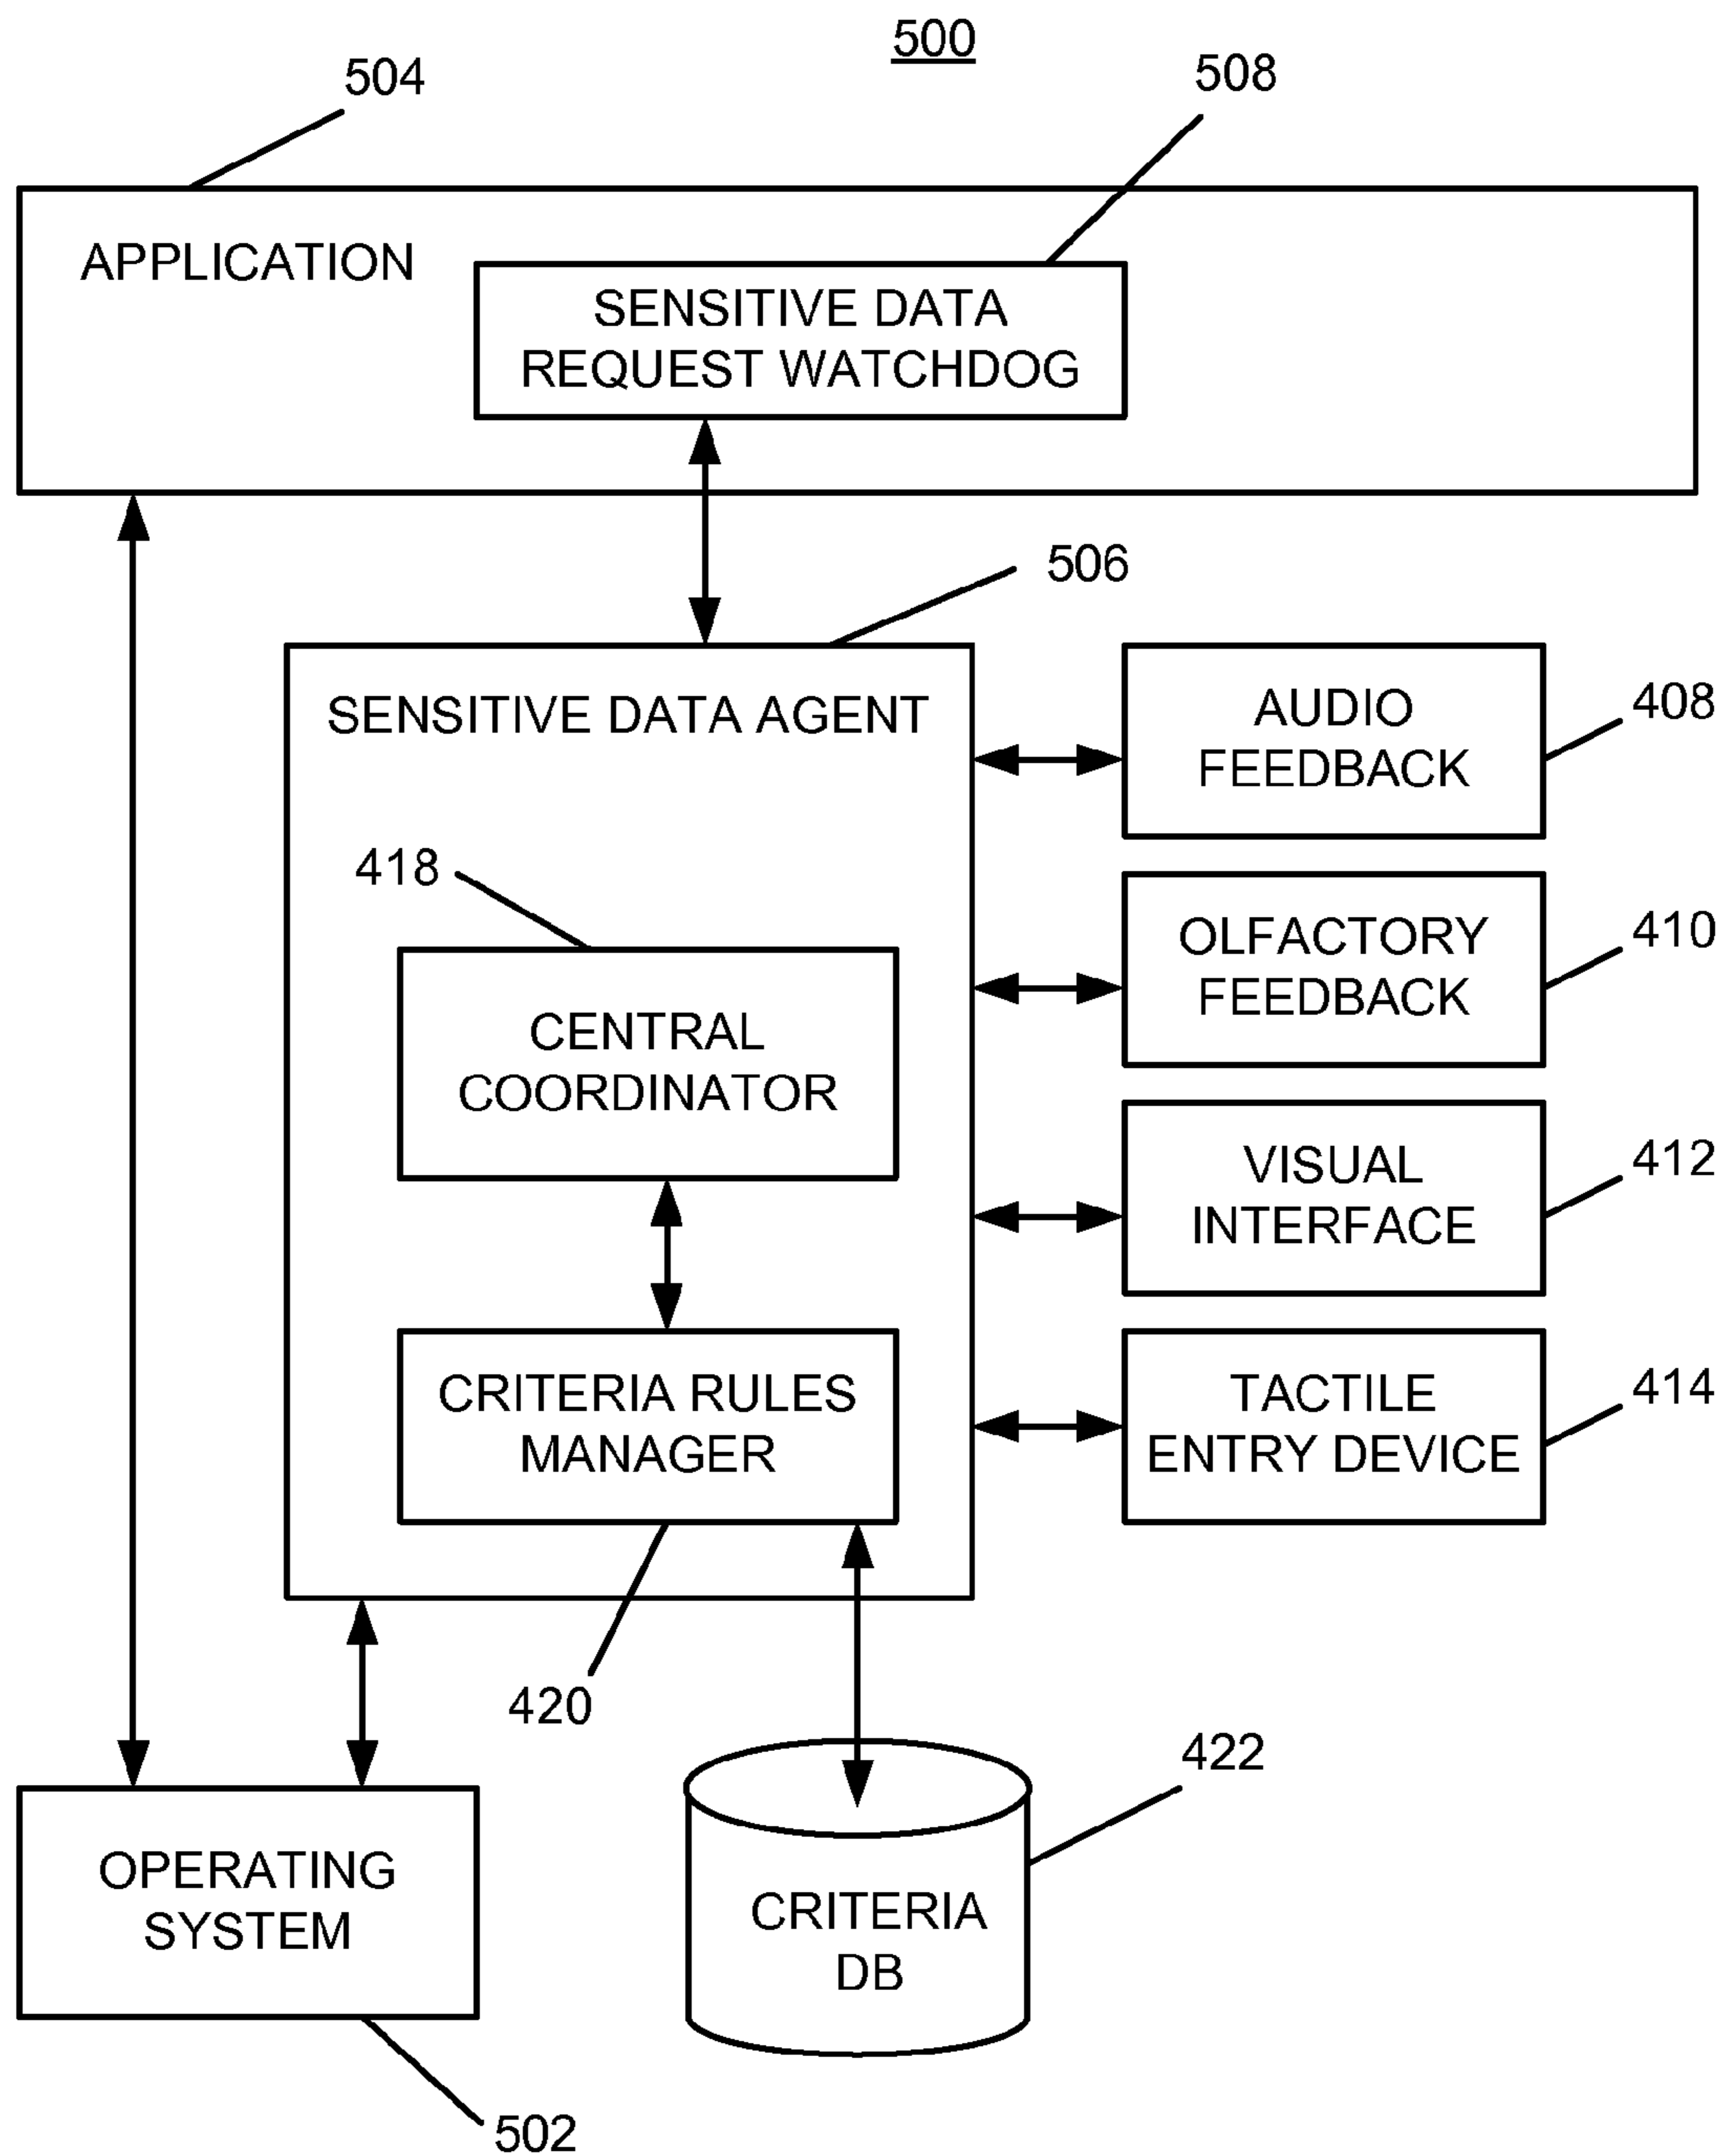 500
504
508
APPLICATION
SENSITIVE DATA
REQUEST WATCHDOG
506
SENSITIVE DATA AGENT
AUDIO
FEEDBACK
408
418
OLFACTORY
FEEDBACK
410
CENTRAL
COORDINATOR
VISUAL
INTERFACE
412
CRITERIA RULES
MANAGER
TACTILE
ENTRY DEVICE
414
420
422
OPERATING
SYSTEM
CRITERIA
DB
502